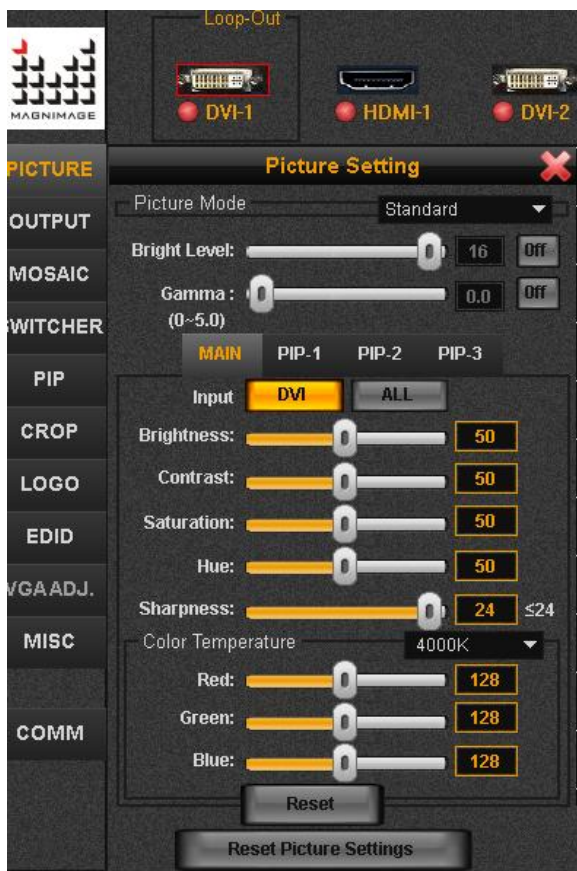 Loop-Out
MAGNIMAGE
DVI-1
HDMI-1
DVI-2
PICTURE
OUTPUT
MOSAIC
WITCHER
PIP
CROP
LOGO
EDID
VGA ADJ.
MISC
COMM
Picture Setting
Picture Mode
Standard
Bright Level:
16
Off
Gamma :
0.0
Off
(0~5.0)
MAIN PIP-1 PIP-2 PIP-3
Input DVI ALL
Brightness: 50
Contrast: 50
Saturation: 50
Hue: 50
Sharpness: 24 ≤24
Color Temperature 4000K
Red: 128
Green: 128
Blue: 128
Reset
Reset Picture Settings